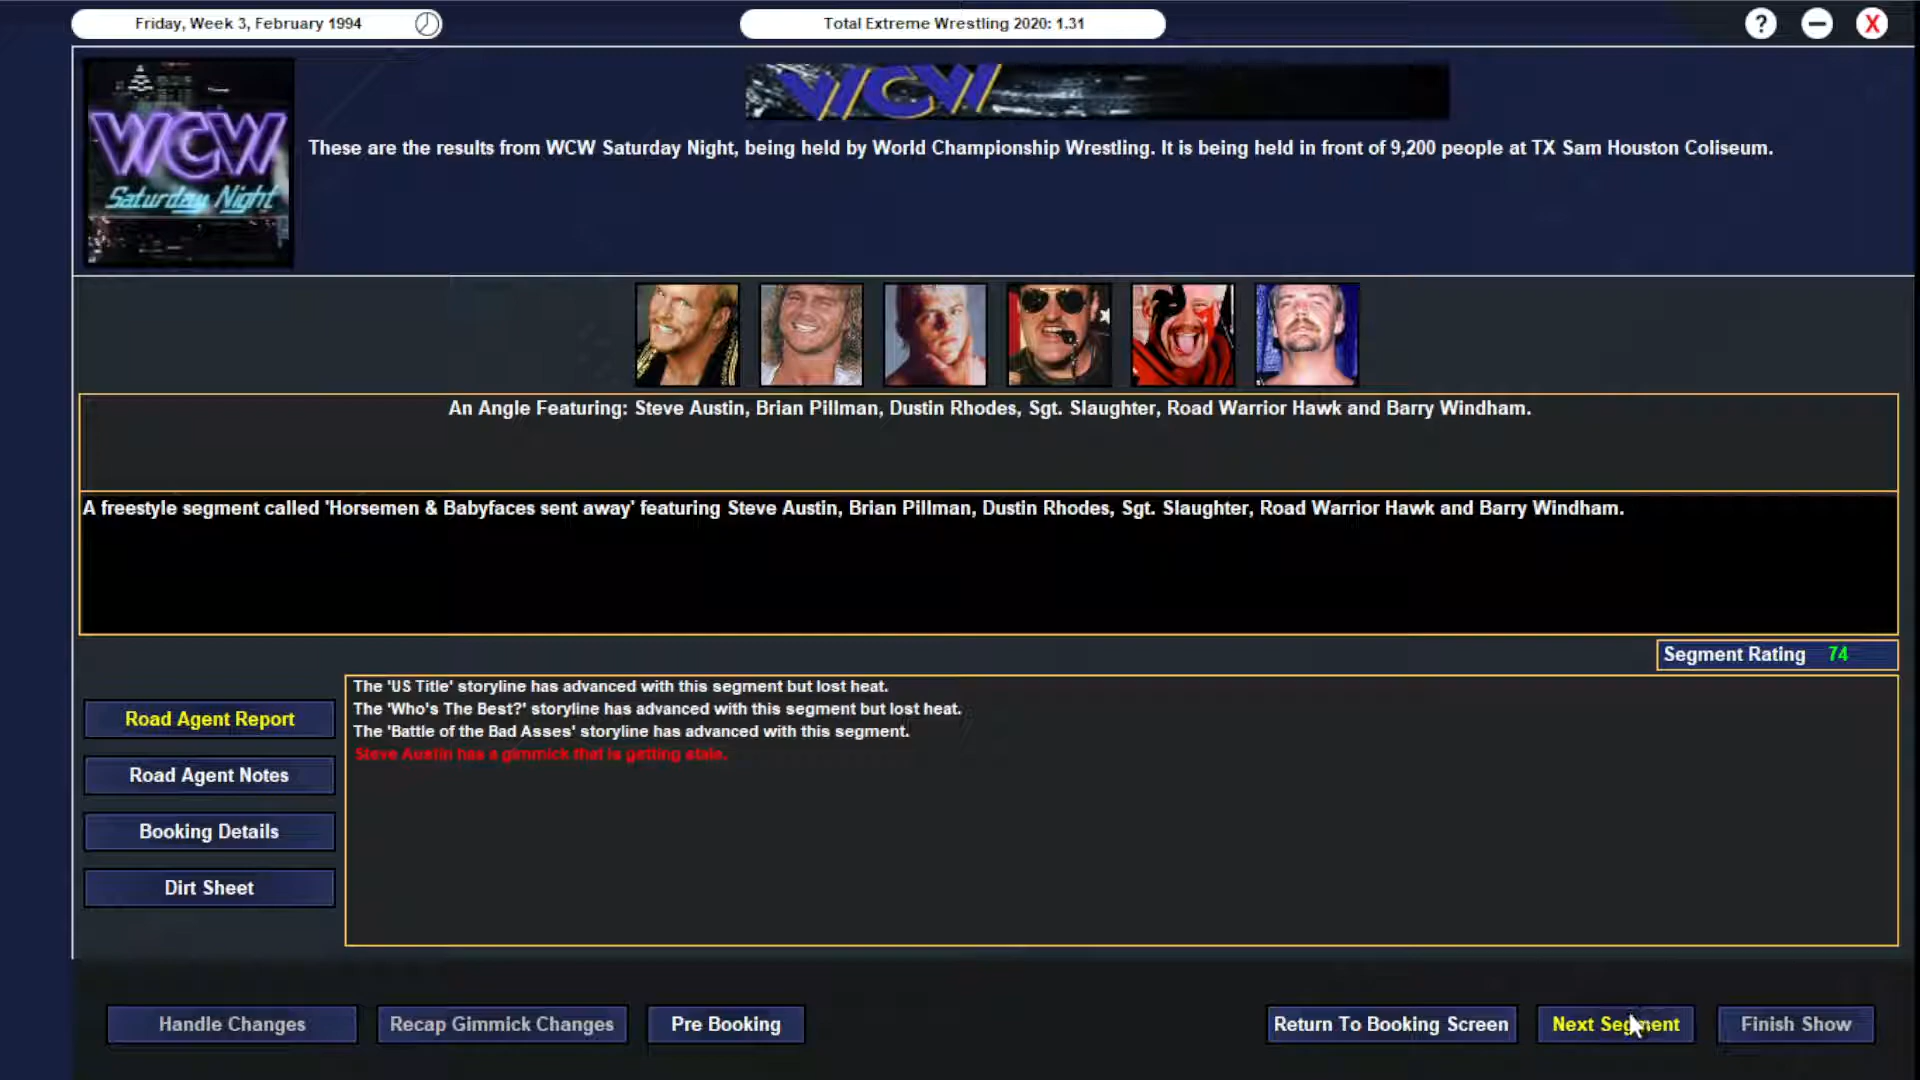 Friday, Week 3, February 1994
Total Extreme Wrestling 2020: 1.31
?
X
WCW
Saturday Night
WCW
These are the results from WCW Saturday Night, being held by World Championship Wrestling. It is being held in front of 9,200 people at TX Sam Houston Coliseum.
An Angle Featuring: Steve Austin, Brian Pillman, Dustin Rhodes, Sgt. Slaughter, Road Warrior Hawk and Barry Windham.
A freestyle segment called 'Horsemen & Babyfaces sent away' featuring Steve Austin, Brian Pillman, Dustin Rhodes, Sgt. Slaughter, Road Warrior Hawk and Barry Windham.
Segment Rating 74
The 'US Title' storyline has advanced with this segment but lost heat.
The 'Who's The Best?' storyline has advanced with this segment but lost heat.
The 'Battle of the Bad Asses' storyline has advanced with this segment.
Steve Austin has a gimmick that is getting stale.
Road Agent Report
Road Agent Notes
Booking Details
Dirt Sheet
Handle Changes
Recap Gimmick Changes
Pre Booking
Return To Booking Screen
Next Segment
Finish Show